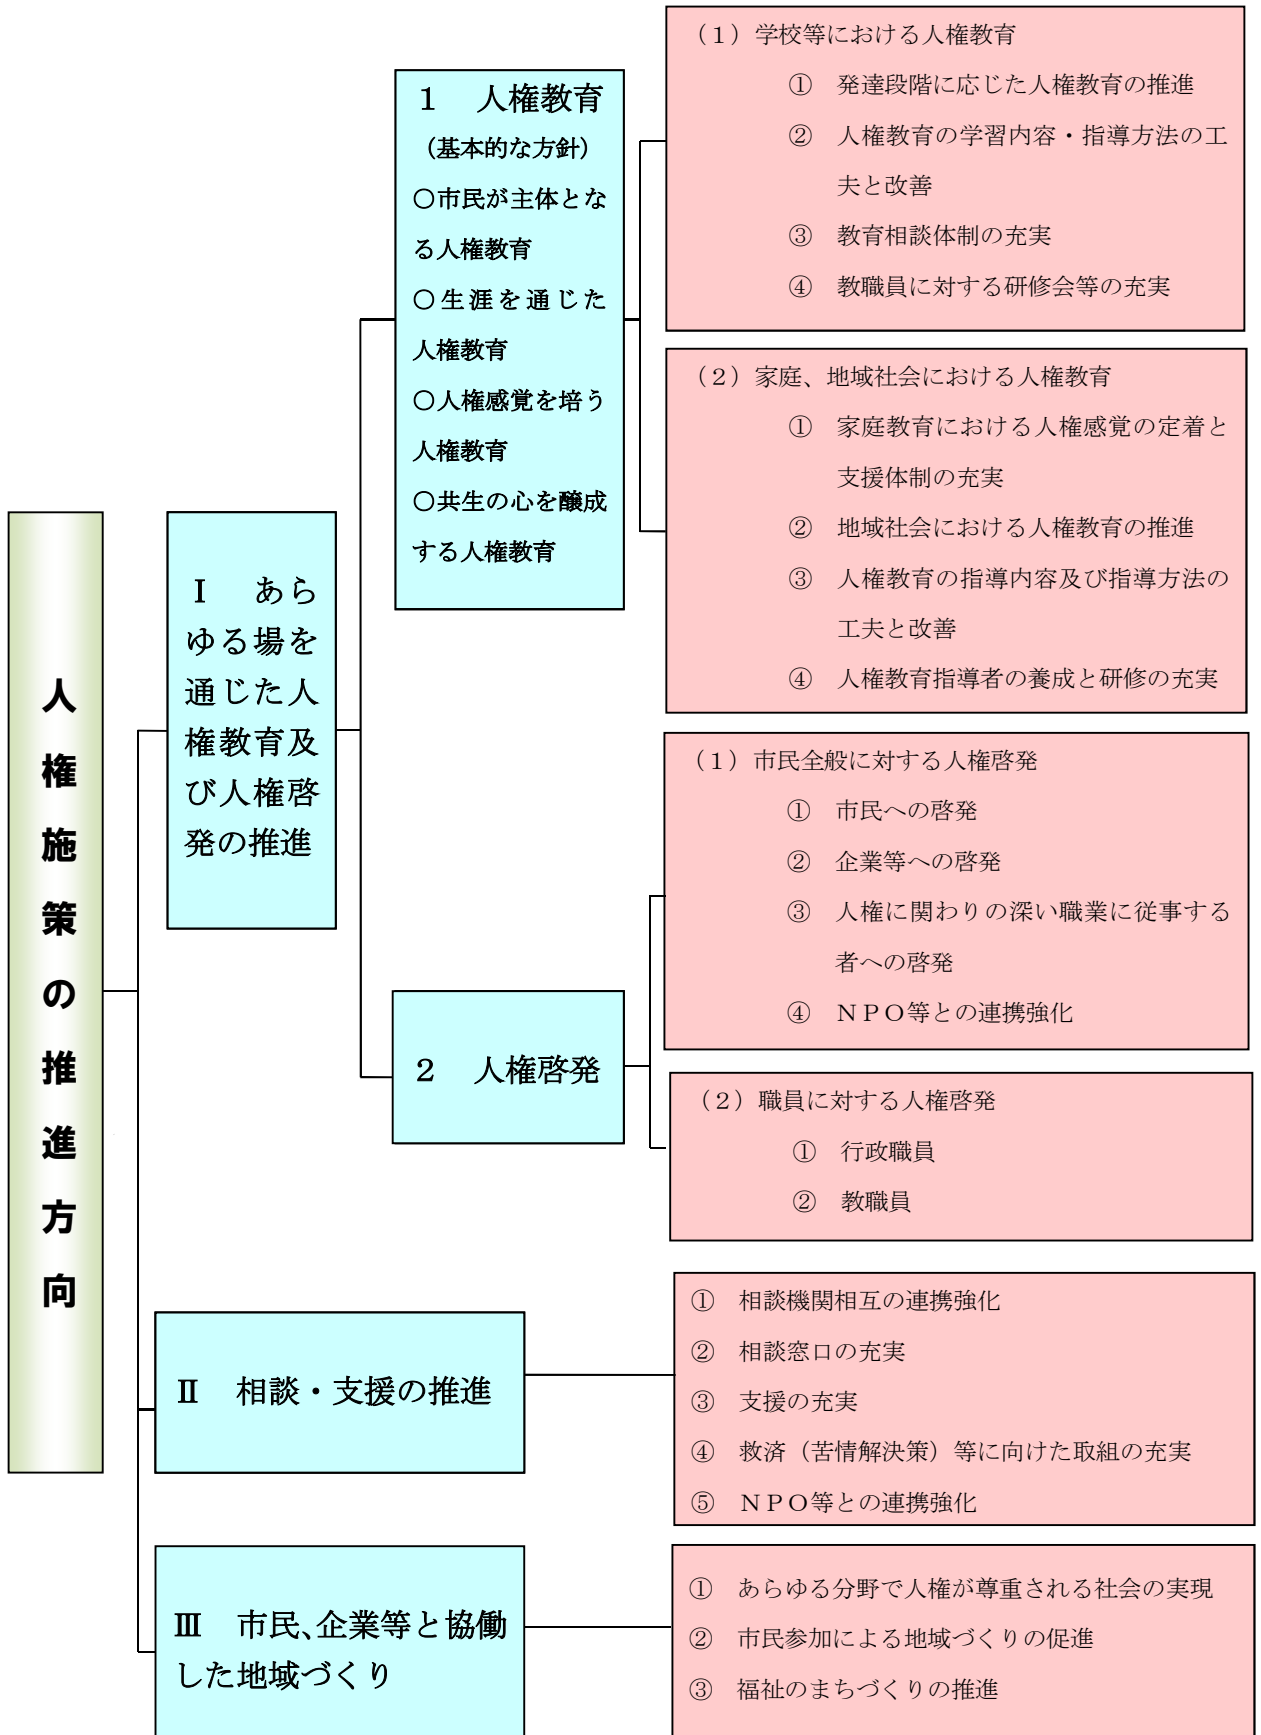 人権施策の推進方向
Ⅰ　あら
ゆる場を
通じた人
権教育及
び人権啓
発の推進
１　人権教育
（基本的な方針）
○市民が主体とな
る人権教育
○生涯を通じた
人権教育
○人権感覚を培う
人権教育
○共生の心を醸成
する人権教育
（１）学校等における人権教育
①　発達段階に応じた人権教育の推進
②　人権教育の学習内容・指導方法の工
夫と改善
③　教育相談体制の充実
④　教職員に対する研修会等の充実
（２）家庭、地域社会における人権教育
①　家庭教育における人権感覚の定着と
支援体制の充実
②　地域社会における人権教育の推進
③　人権教育の指導内容及び指導方法の
工夫と改善
④　人権教育指導者の養成と研修の充実
２　人権啓発
（１）市民全般に対する人権啓発
①　市民への啓発
②　企業等への啓発
③　人権に関わりの深い職業に従事する
者への啓発
④　ＮＰＯ等との連携強化
（２）職員に対する人権啓発
①　行政職員
②　教職員
Ⅱ　相談・支援の推進
①　相談機関相互の連携強化
②　相談窓口の充実
③　支援の充実
④　救済（苦情解決策）等に向けた取組の充実
⑤　ＮＰＯ等との連携強化
Ⅲ　市民、企業等と協働
した地域づくり
①　あらゆる分野で人権が尊重される社会の実現
②　市民参加による地域づくりの促進
③　福祉のまちづくりの推進